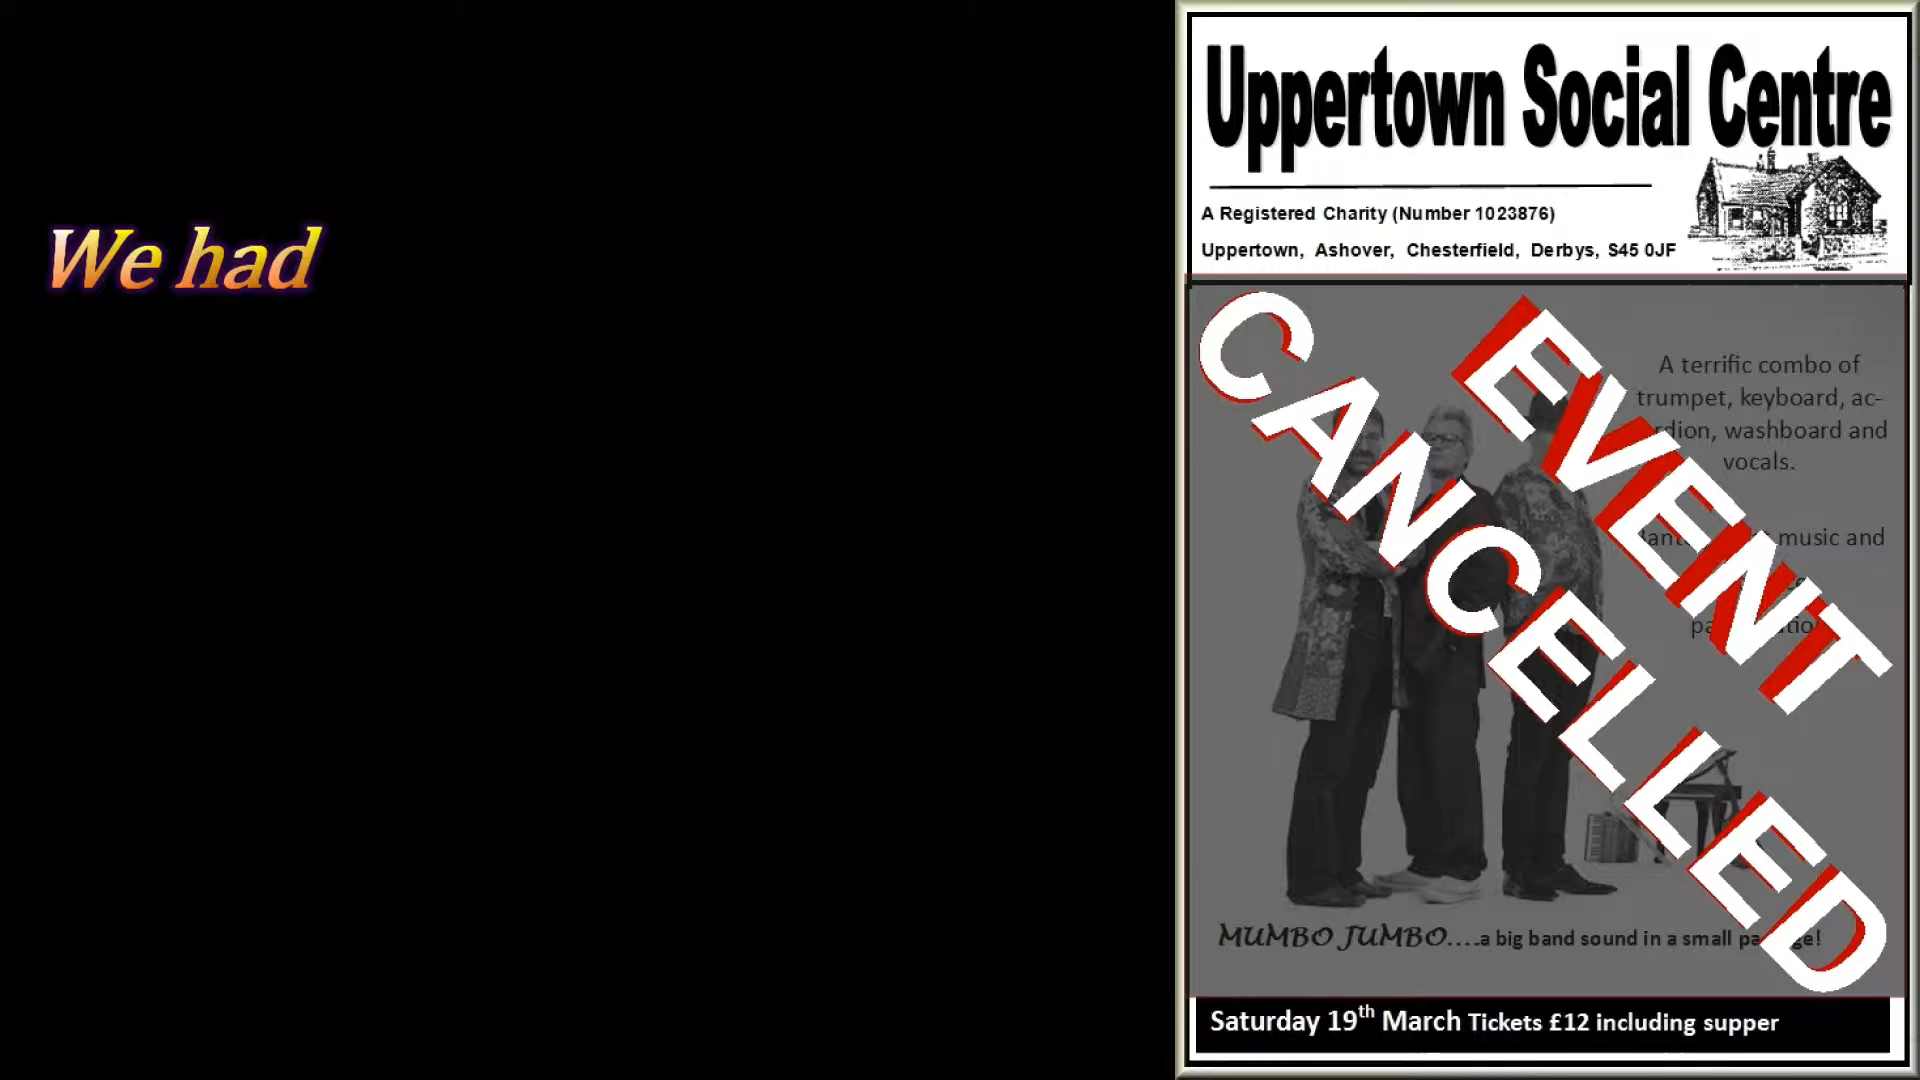 We had
Uppertown Social Centre
A Registered Charity (Number 1023876)
Uppertown, Ashover, Chesterfield, Derbys, S45 0JF
EVENT
CANCELLED
A terrific combo of
trumpet, keyboard, ac-
washboard and
vocals.
music and
MUMBO JUMBO....a big band sound in a small
Saturday 19th March Tickets £12 including supper